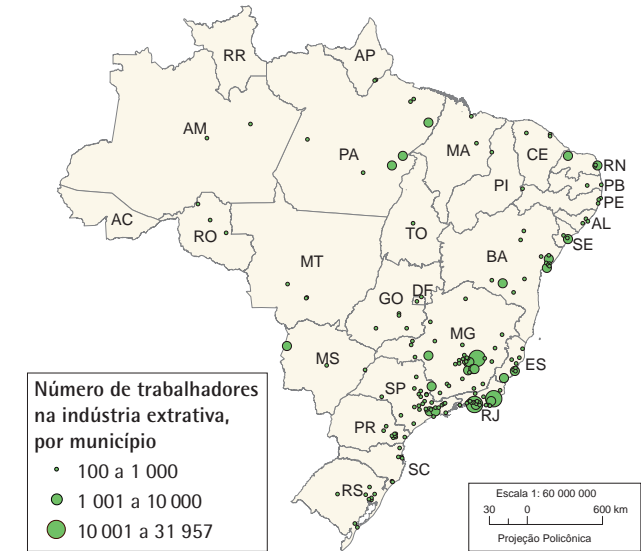 RR
AP
AM
PA
MA
CE
RN
PB
PE
AL
SE
PI
AC
RO
TO
BA
MT
GO
DF
MG
ES
MS
SP
RJ
PR
SC
RS
Número de trabalhadores
na indústria extrativa,
por município
100 a 1 000
1 001 a 10 000
10 001 a 31 957
Escala 1: 60 000 000
30 0 600 km
Projeção Policônica